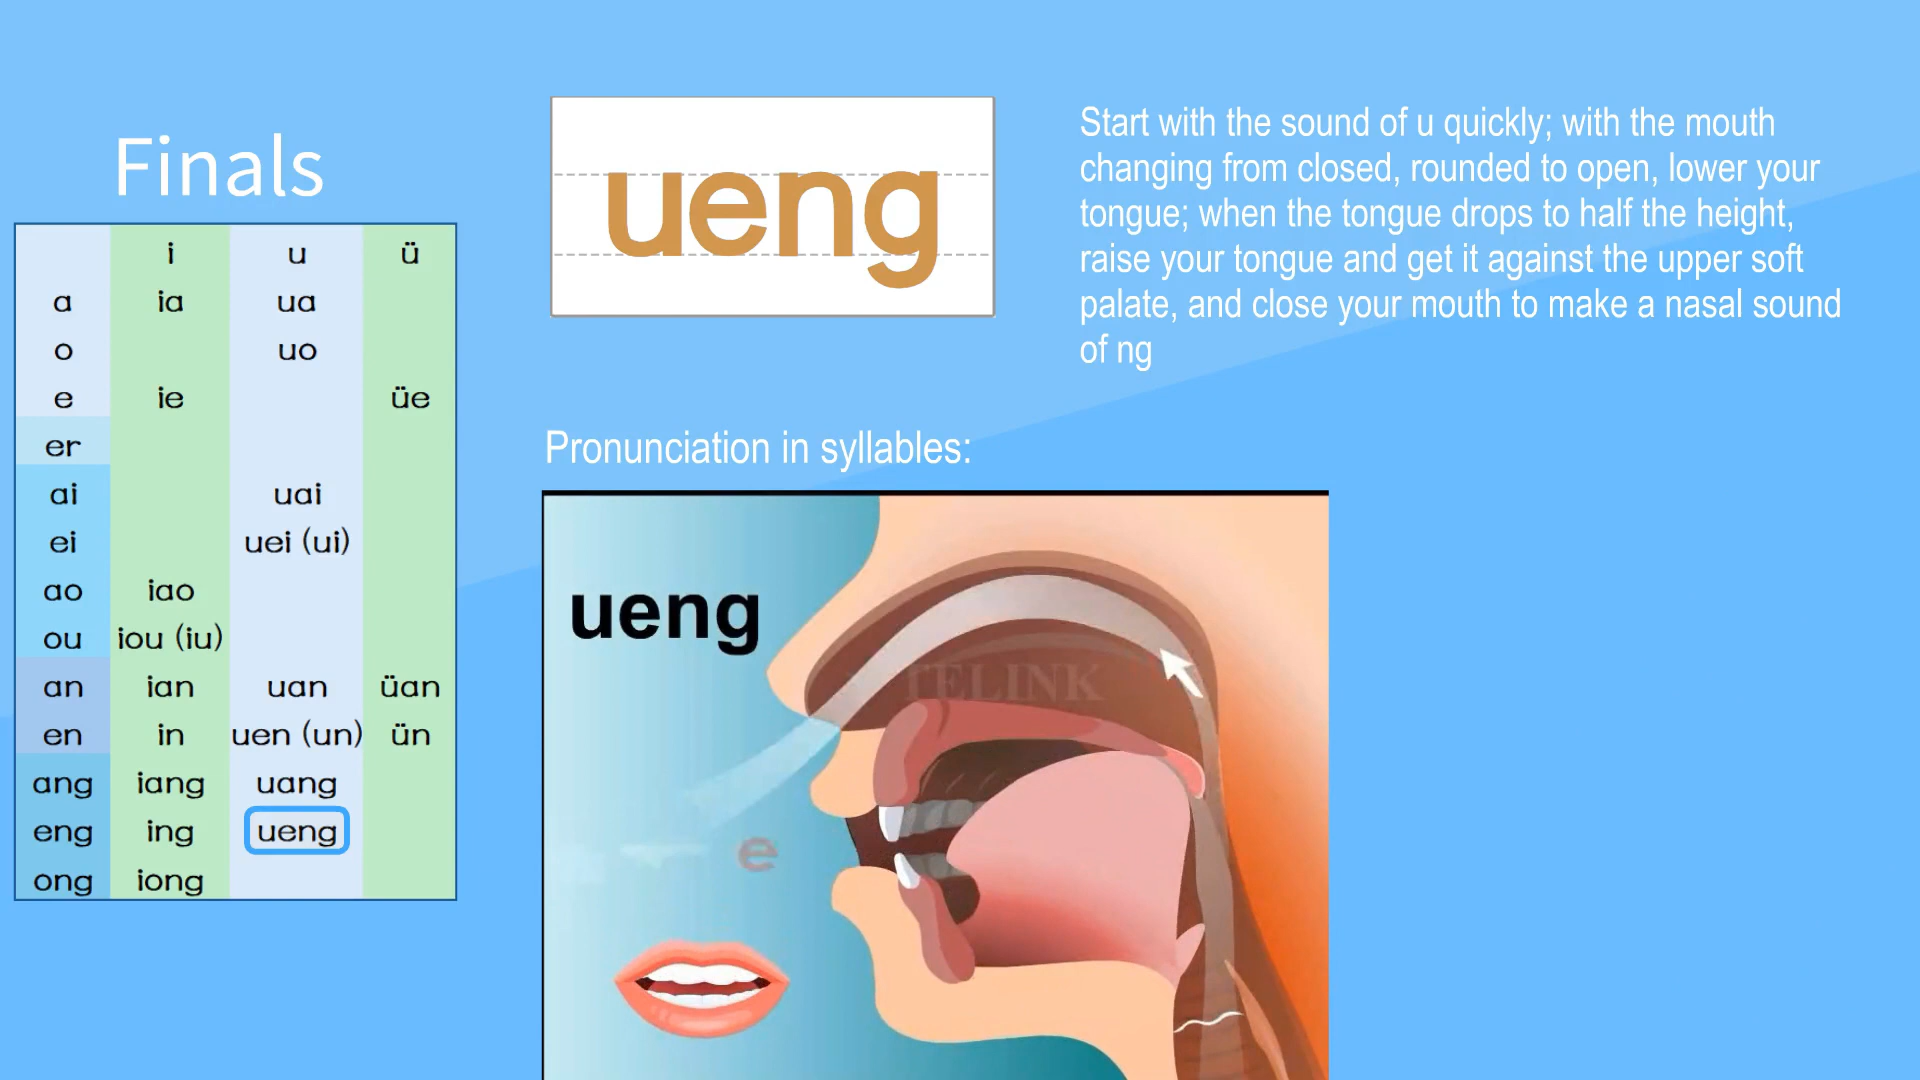 Finals
i u ü
a ia ua
o uo
e ie üe
er
ai uai
ei uei (ui)
ao iao
ou iou (iu)
an ian uan üan
en in uen (un) ün
ang iang uang
eng ing ueng
ong iong
ueng
Start with the sound of u quickly; with the mouth
changing from closed, rounded to open, lower your
tongue; when the tongue drops to half the height,
raise your tongue and get it against the upper soft
palate, and close your mouth to make a nasal sound
of ng
Pronunciation in syllables:
ueng
TELINK
e